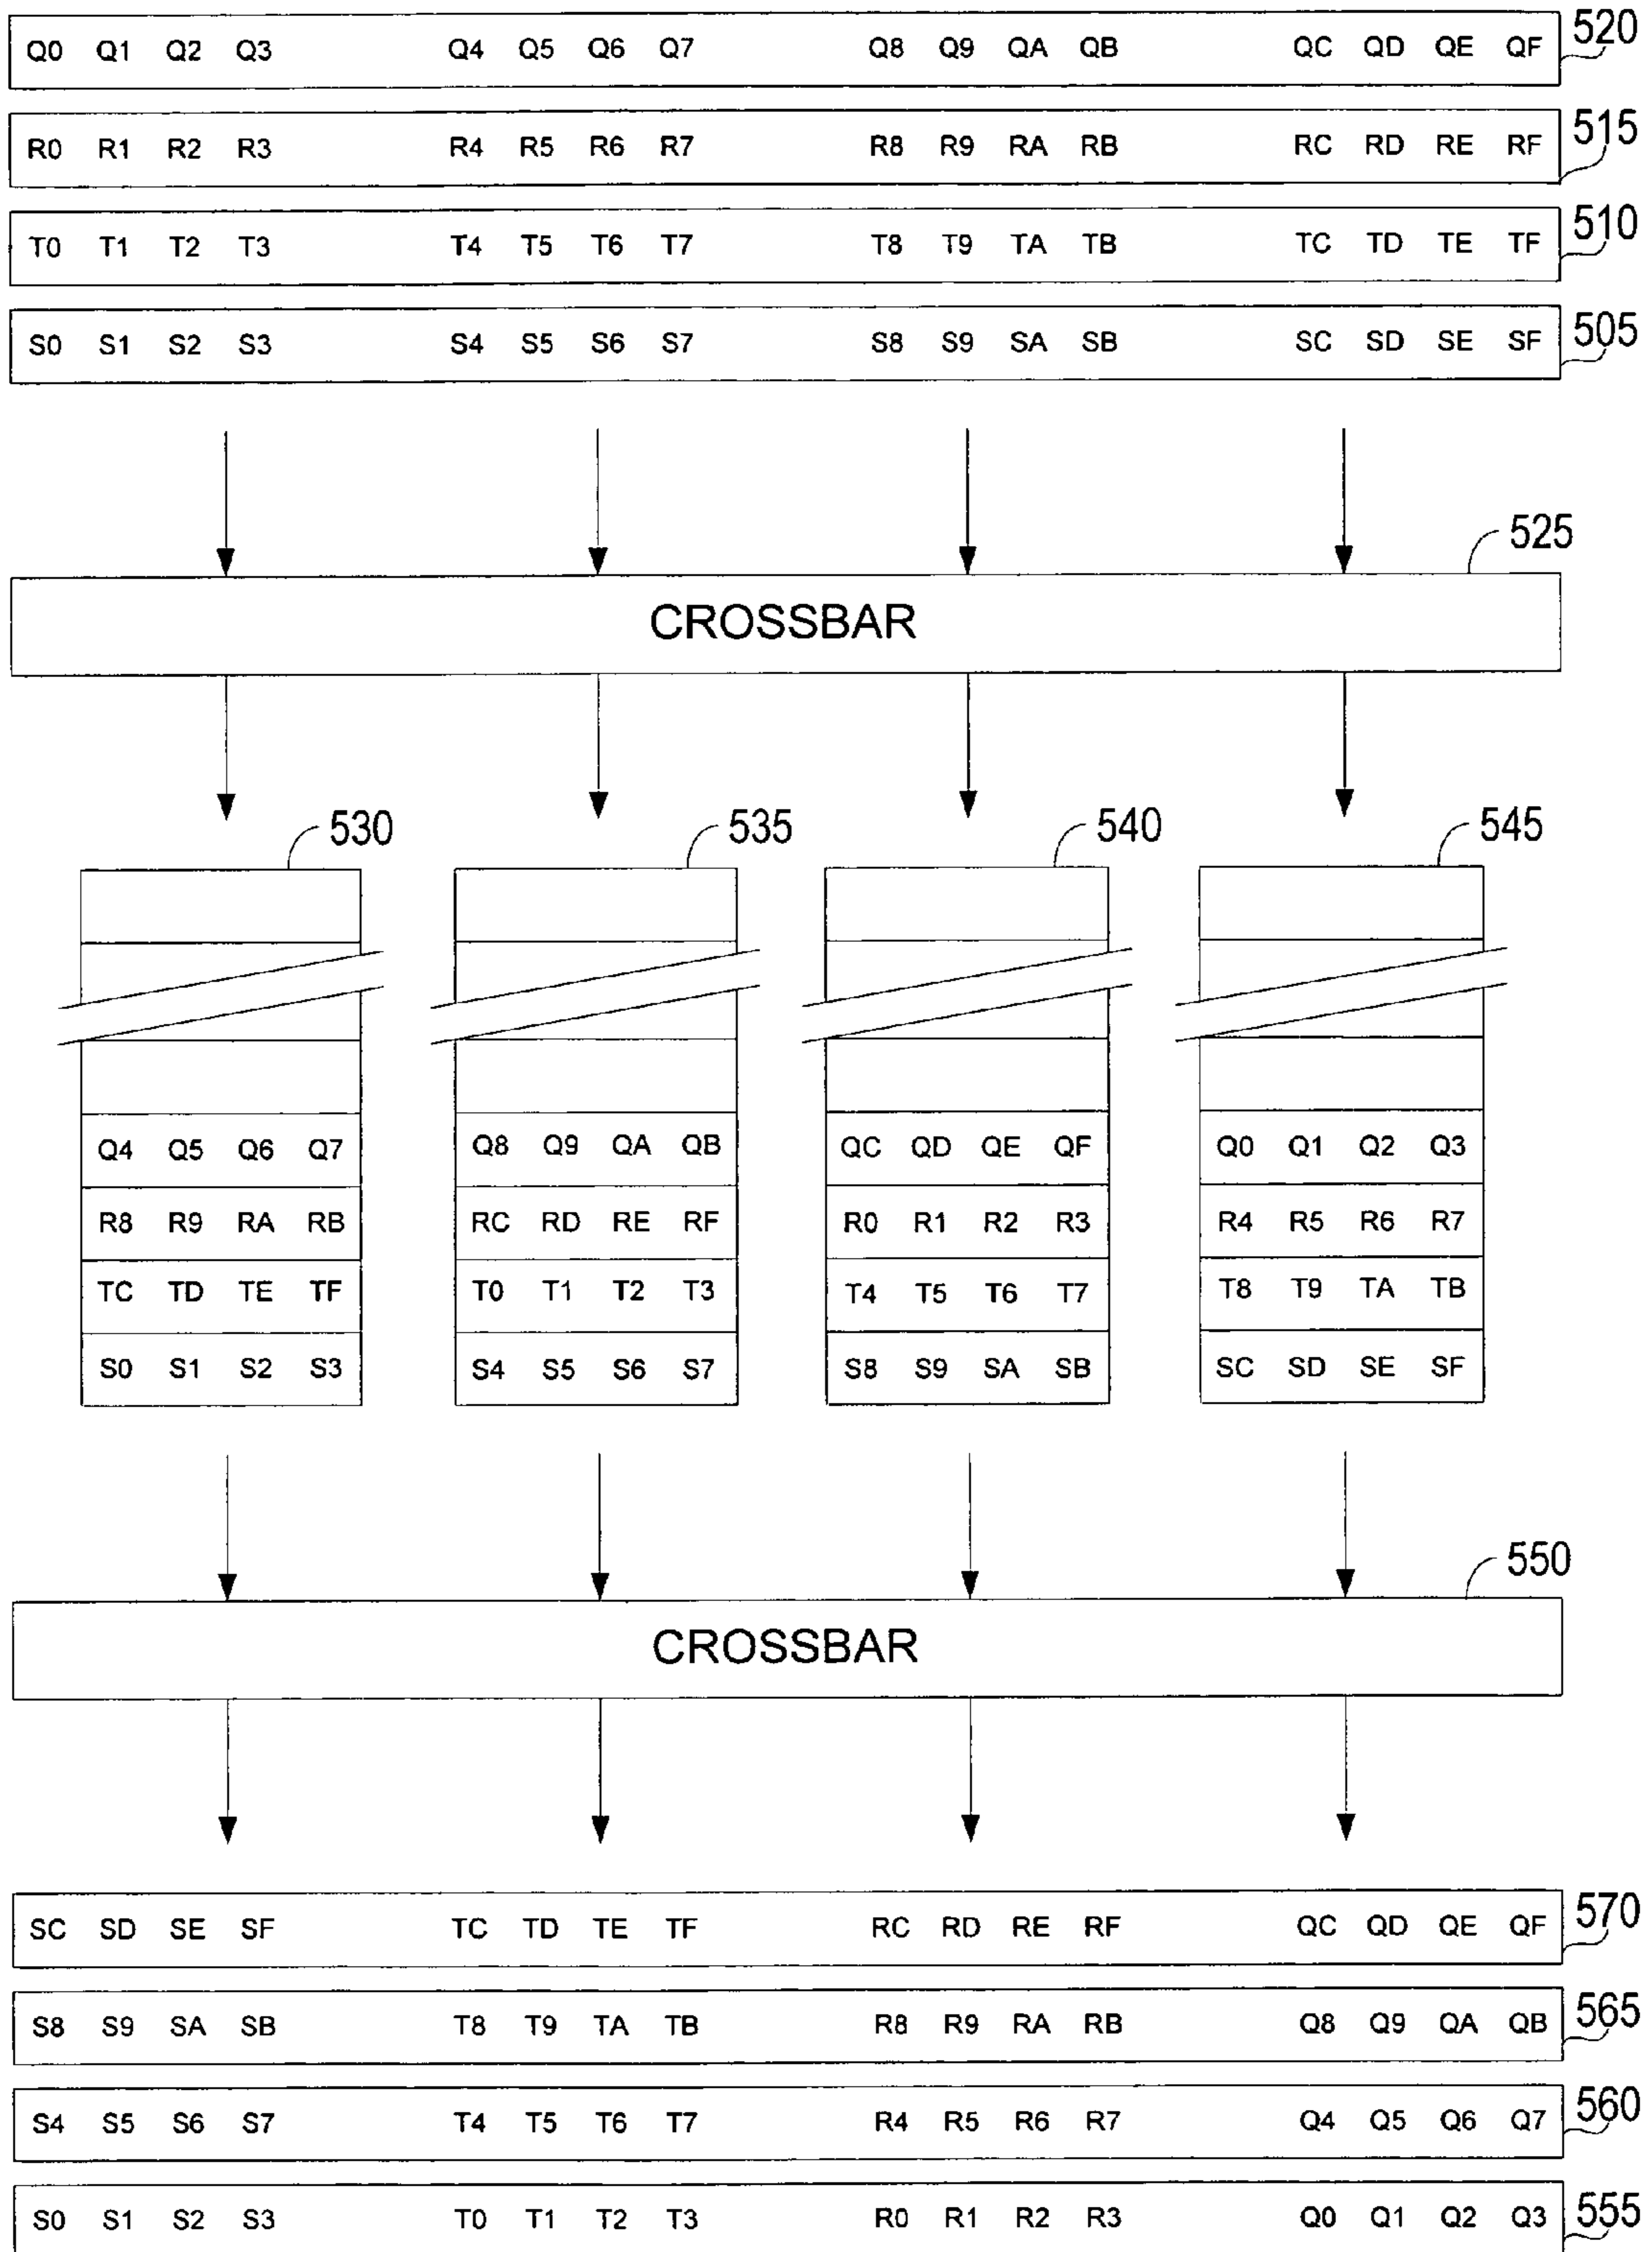 Q0 Q1 Q2 Q3 Q4 Q5 Q6 Q7 Q8 Q9 QA QB QC QD QE QF 520
R0 R1 R2 R3 R4 R5 R6 R7 R8 R9 RA RB RC RD RE RF 515
T0 T1 T2 T3 T4 T5 T6 T7 T8 T9 TA TB TC TD TE TF 510
S0 S1 S2 S3 S4 S5 S6 S7 S8 S9 SA SB SC SD SE SF 505
525
CROSSBAR
530 535 540 545
Q4 Q5 Q6 Q7 Q8 Q9 QA QB QC QD QE QF Q0 Q1 Q2 Q3
R8 R9 RA RB RC RD RE RF R0 R1 R2 R3 R4 R5 R6 R7
TC TD TE TF T0 T1 T2 T3 T4 T5 T6 T7 T8 T9 TA TB
S0 S1 S2 S3 S4 S5 S6 S7 S8 S9 SA SB SC SD SE SF
550
CROSSBAR
SC SD SE SF TC TD TE TF RC RD RE RF QC QD QE QF 570
S8 S9 SA SB T8 T9 TA TB R8 R9 RA RB Q8 Q9 QA QB 565
S4 S5 S6 S7 T4 T5 T6 T7 R4 R5 R6 R7 Q4 Q5 Q6 Q7 560
S0 S1 S2 S3 T0 T1 T2 T3 R0 R1 R2 R3 Q0 Q1 Q2 Q3 555